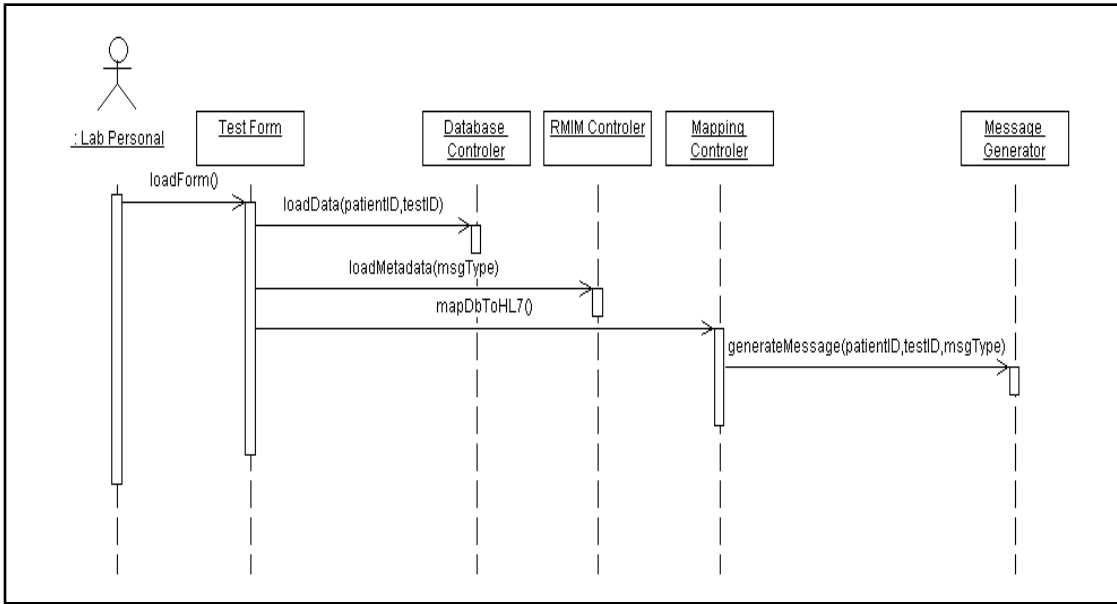 : Lab Personal
Test Form
Database
Controler
RMIM Controler
Mapping
Controler
Message
Generator
loadForm()
loadData(patientID,testID)
loadMetadata(msgType)
mapDbToHL7()
generateMessage(patientID,testID,msgType)